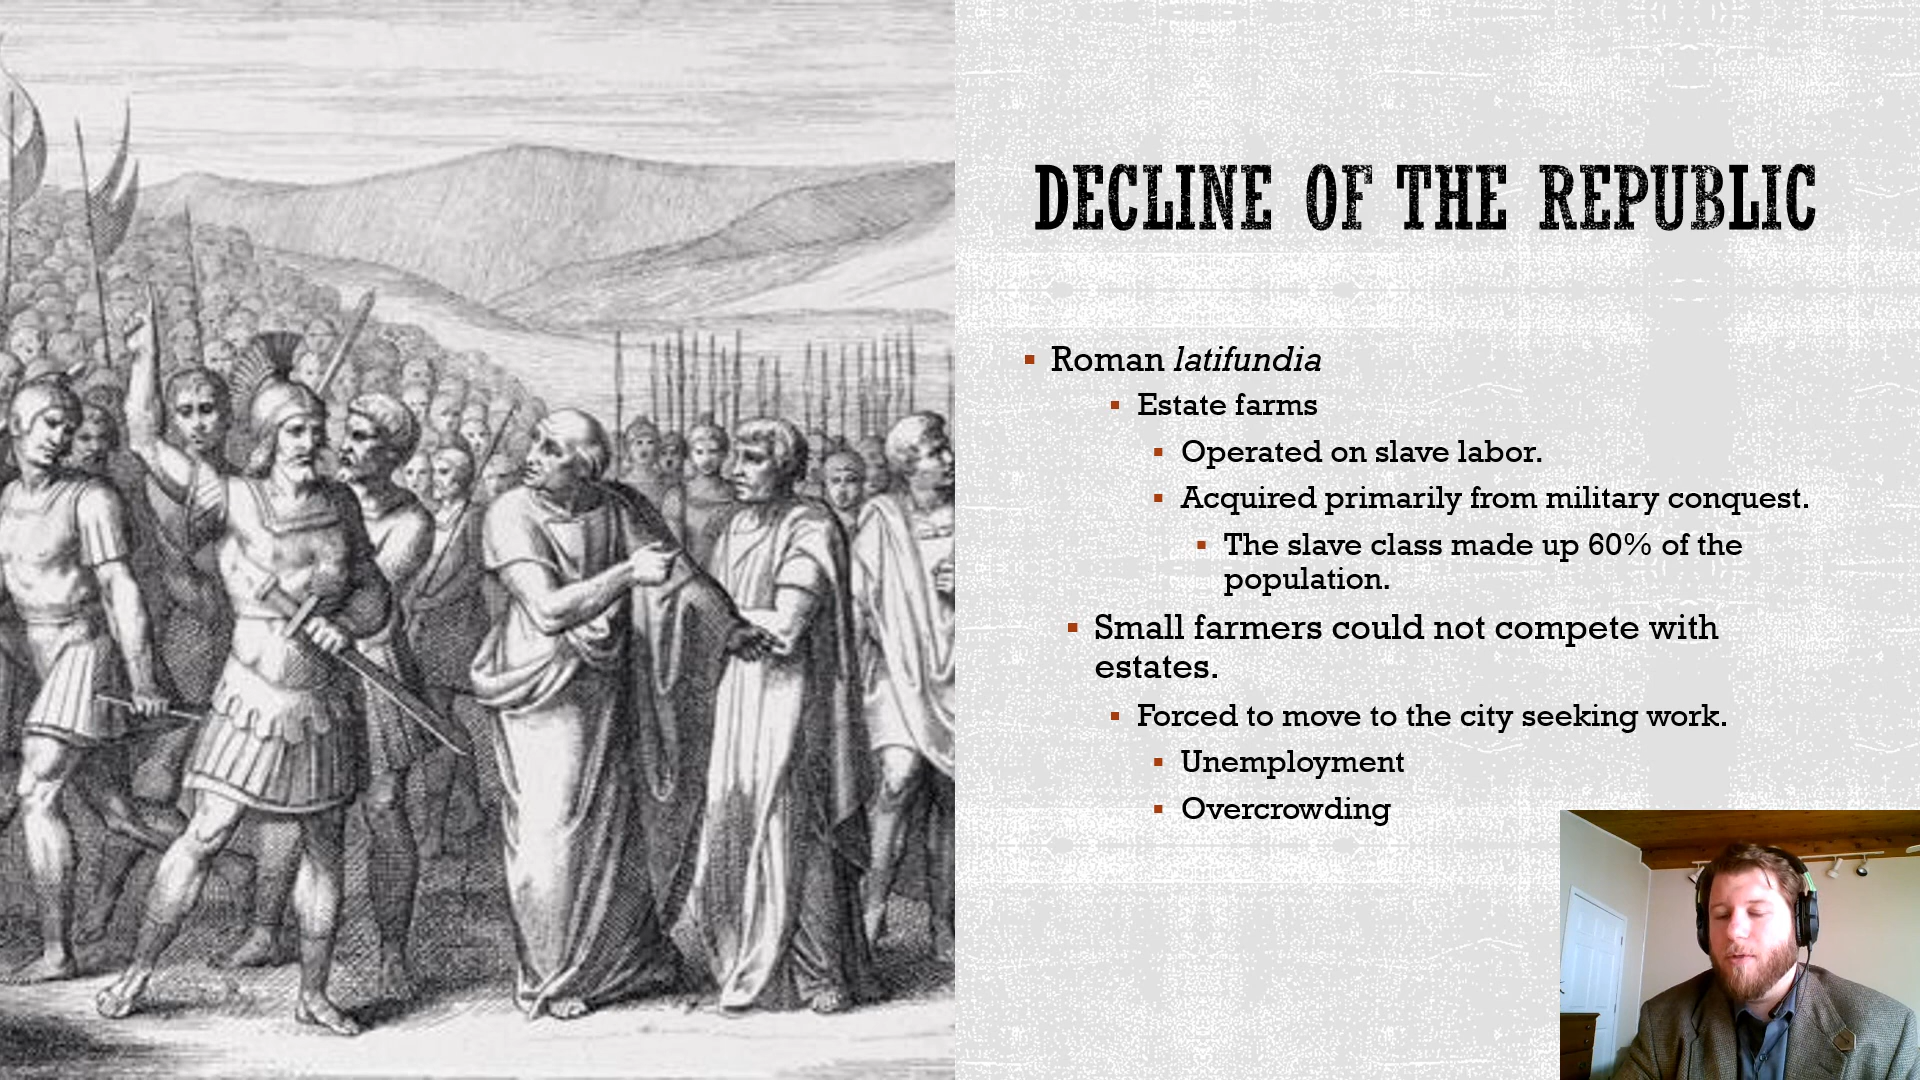 DECLINE OF THE REPUBLIC
Roman latifundia
Estate farms
Operated on slave labor.
Acquired primarily from military conquest.
The slave class made up 60% of the
population.
Small farmers could not compete with
estates.
Forced to move to the city seeking work.
Unemployment
Overcrowding